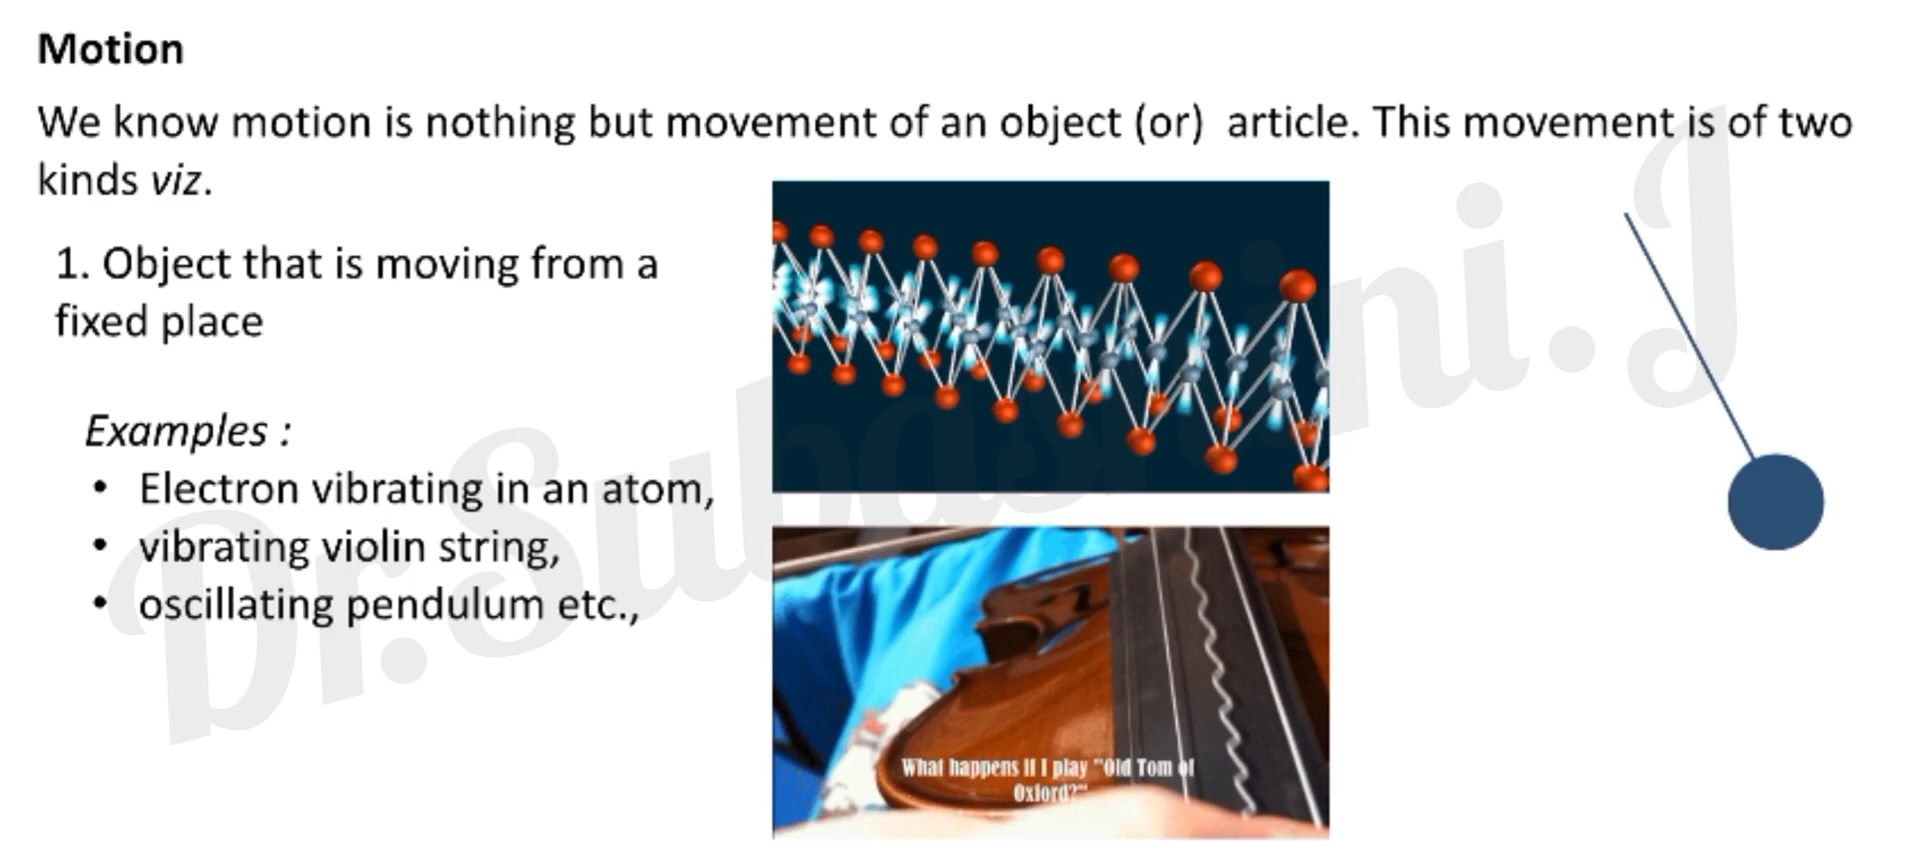 Motion
We know motion is nothing but movement of an object (or)  article. This movement is of two
kinds viz.
1. Object that is moving from a
fixed place
Examples :
• Electron vibrating in an atom,
• vibrating violin string,
• oscillating pendulum etc.,
What happens if I play "Old Tom of
Oxford?"
Dr.Subashini.J